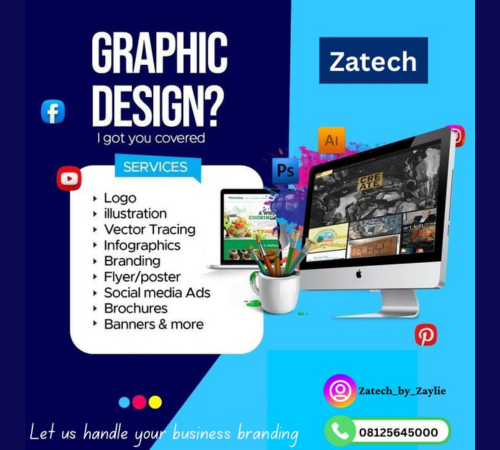 GRAPHIC
DESIGN?
I got you covered
Zatech
SERVICES
Logo
illustration
Vector Tracing
Infographics
Branding
Flyer/poster
Social media Ads
Brochures
Banners & more
Ai
Ps
CRE
ATE
COOKING
Zatech_by_Zaylie
08125645000
Let us handle your business branding